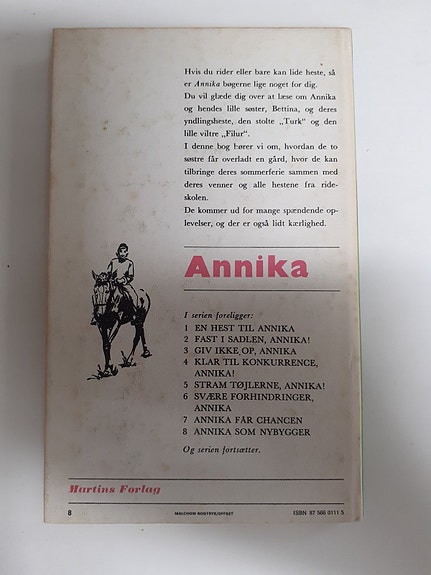 Hvis du rider eller bare kan lide heste, så
er Annika bøgerne lige noget for dig.
Du vil glæde dig over at læse om Annika
og hendes lille søster, Bettina, og deres
yndlingsheste, den stolte „Turk” og den
lille viltre „Filur”.
I denne bog hører vi om, hvordan de to
søstre får overladt en gård, hvor de kan
tilbringe deres sommerferie sammen med
deres venner og alle hestene fra ride-
skolen.
De kommer ud for mange spændende op-
levelser, og der er også lidt kærlighed.
Annika
I serien foreligger:
1 EN HEST TIL ANNIKA
2 FAST I SADLEN, ANNIKA!
3 GIV IKKE OP, ANNIKA
4 KLAR TIL KONKURRENCE,
ANNIKA!
5 STRAM TØJLERNE, ANNIKA!
6 SVÆRE FORHINDRINGER,
ANNIKA
7 ANNIKA FÅR CHANCEN
8 ANNIKA SOM NYBYGGER
Og serien fortsætter.
Martins Forlag
8
MALCHOW BOGTRYK/OFFSET
ISBN 87 566 0111 5